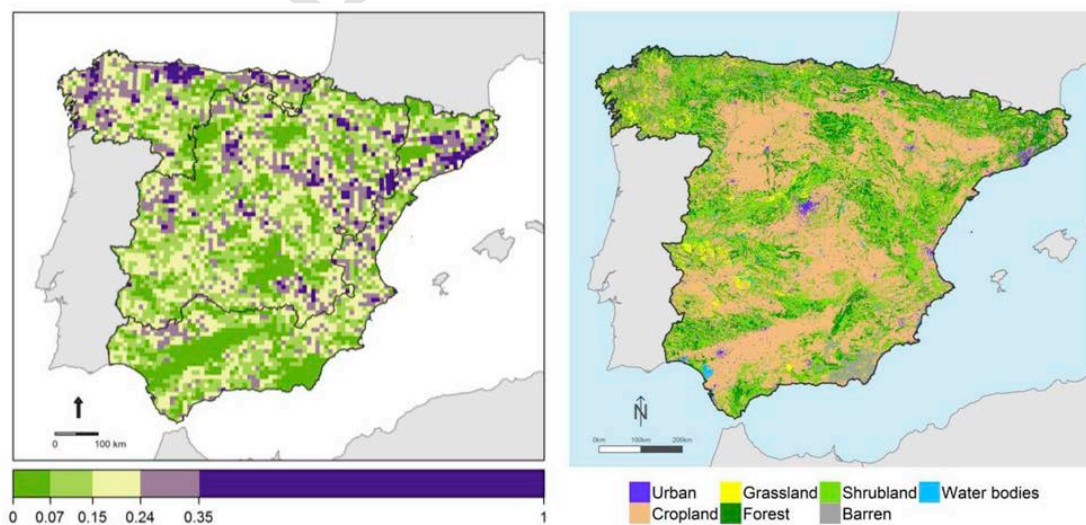 0 100 km
0 0.07 0.15 0.24 0.35 1
N
0km 100km 200km
Urban Grassland Shrubland Water bodies
Cropland Forest Barren